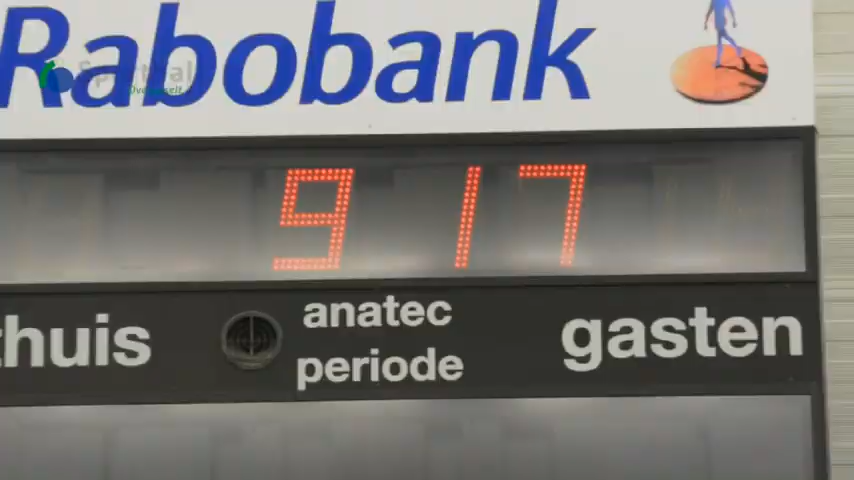 Rabobank
9 17
thuis
anatec
gasten
periode